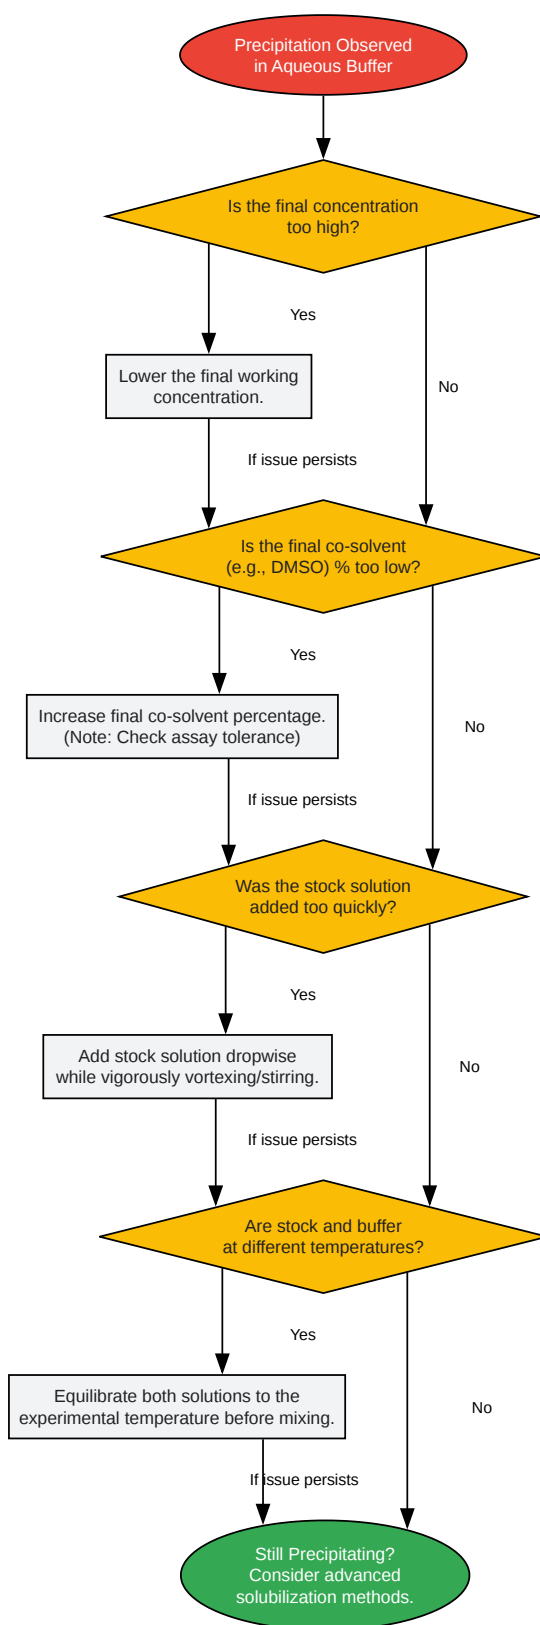 Precipitation Observed
in Aqueous Buffer
Is the final concentration
too high?
Yes
Lower the final working
concentration.
No
If issue persists
Is the final co-solvent
(e.g., DMSO) % too low?
Yes
Increase final co-solvent percentage.
(Note: Check assay tolerance)
No
If issue persists
Was the stock solution
added too quickly?
Yes
Add stock solution dropwise
while vigorously vortexing/stirring.
No
If issue persists
Are stock and buffer
at different temperatures?
Yes
Equilibrate both solutions to the
experimental temperature before mixing.
No
If issue persists
Still Precipitating?
Consider advanced
solubilization methods.